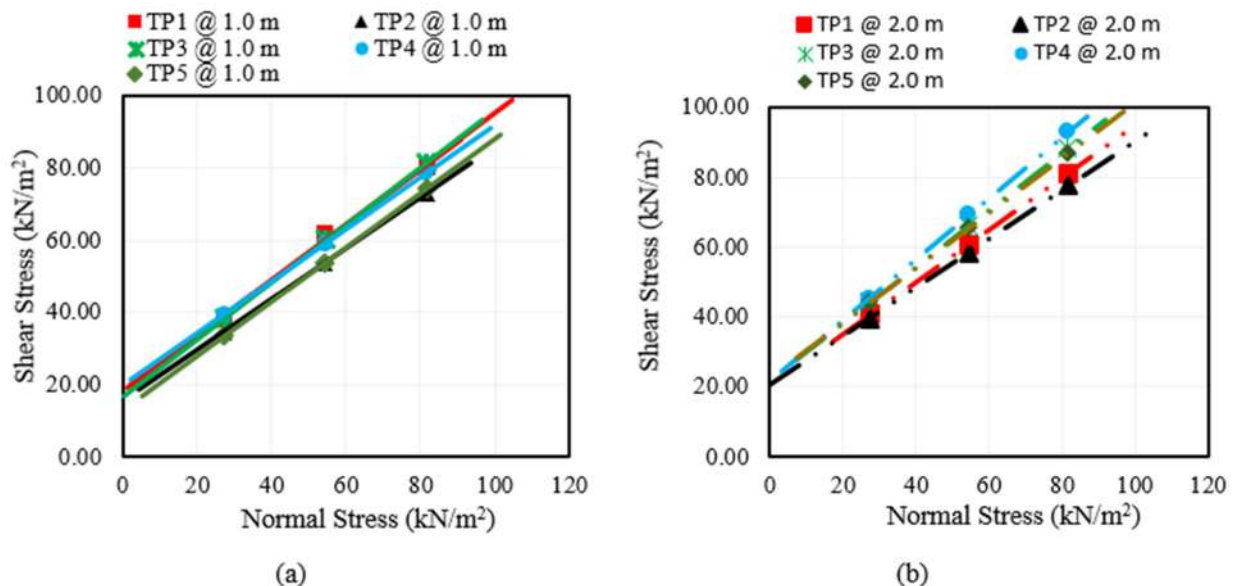 TP1 @ 1.0 m TP2 @ 1.0 m
TP3 @ 1.0 m TP4 @ 1.0 m
TP5 @ 1.0 m
100.00
80.00
60.00
40.00
20.00
0.00
Shear Stress (kN/m²)
0 20 40 60 80 100 120
Normal Stress (kN/m²)
(a)
TP1 @ 2.0 m TP2 @ 2.0 m
TP3 @ 2.0 m TP4 @ 2.0 m
TP5 @ 2.0 m
100.00
80.00
60.00
40.00
20.00
0.00
Shear Stress (kN/m²)
0 20 40 60 80 100 120
Normal Stress (kN/m²)
(b)